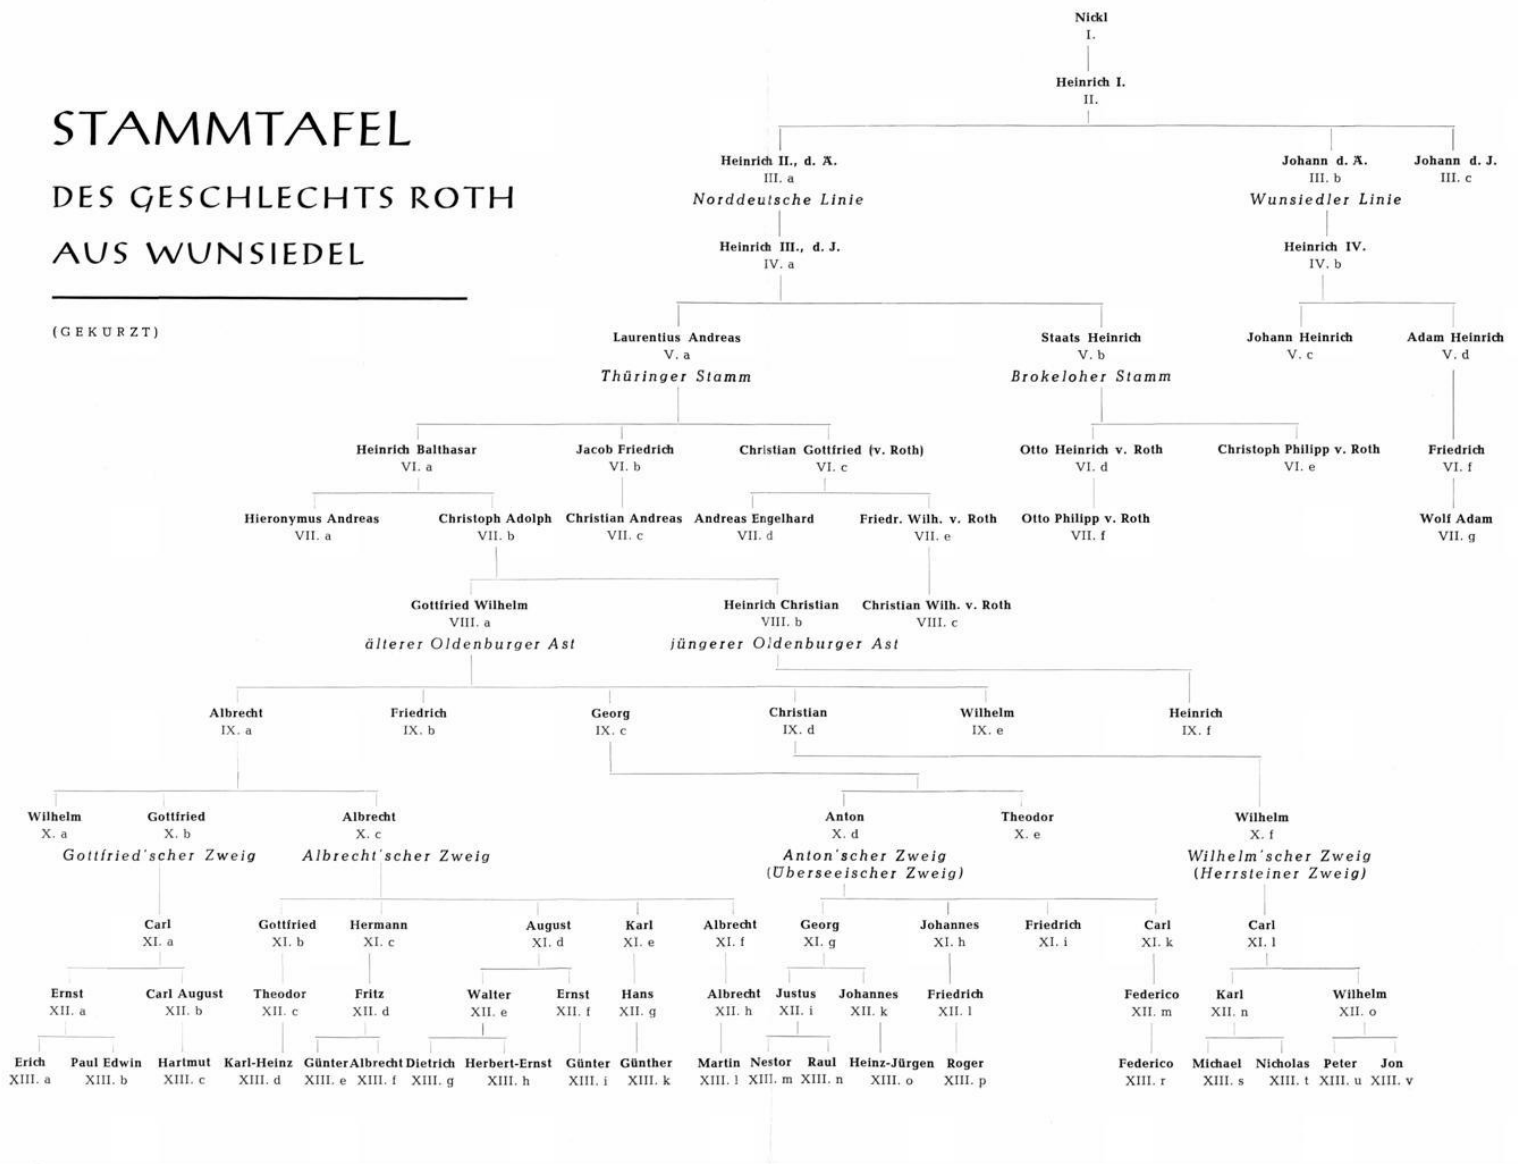 STAMMTAFEL
DES GESCHLECHTS ROTH
AUS WUNSIEDEL
(GEKÜRZT)
Nickl
I.
Heinrich I.
II.
Heinrich II., d. Ä. Johann d. Ä. Johann d. J.
III. a III. b III. c
Norddeutsche Linie Wunsiedler Linie
Heinrich III., d. J. Heinrich IV.
IV. a IV. b
Laurentius Andreas Staats Heinrich Johann Heinrich Adam Heinrich
V. a V. b V. c V. d
Thüringer Stamm Brokeloher Stamm
Heinrich Balthasar Jacob Friedrich Christian Gottfried (v. Roth) Otto Heinrich v. Roth Christoph Philipp v. Roth Friedrich
VI. a VI. b VI. c VI. d VI. e VI. f
Hieronymus Andreas Christoph Adolph Christian Andreas Andreas Engelhard Friedr. Wilh. v. Roth Otto Philipp v. Roth Wolf Adam
VII. a VII. b VII. c VII. d VII. e VII. f VII. g
Gottfried Wilhelm Heinrich Christian Christian Wilh. v. Roth
VIII. a VIII. b VIII. c
älterer Oldenburger Ast jüngerer Oldenburger Ast
Albrecht Friedrich Georg Christian Wilhelm Heinrich
IX. a IX. b IX. c IX. d IX. e IX. f
Wilhelm Gottfried Albrecht Anton Theodor Wilhelm
X. a X. b X. c X. d X. e X. f
Gottfried'scher Zweig Albrecht'scher Zweig Anton'scher Zweig Wilhelm'scher Zweig
(Überseeischer Zweig) (Herrsteiner Zweig)
Carl Gottfried Hermann August Karl Albrecht Georg Johannes Friedrich Carl Carl
XI. a XI. b XI. c XI. d XI. e XI. f XI. g XI. h XI. i XI. k XI. l
Ernst Carl August Theodor Fritz Walter Ernst Hans Albrecht Justus Johannes Friedrich Federico Karl Wilhelm
XII. a XII. b XII. c XII. d XII. e XII. f XII. g XII. h XII. i XII. k XII. l XII. m XII. n XII. o
Erich Paul Edwin Hartmut Karl-Heinz Günter Albrecht Dietrich Herbert-Ernst Günter Günther Martin Nestor Raul Heinz-Jürgen Roger Federico Michael Nicholas Peter Jon
XIII. a XIII. b XIII. c XIII. d XIII. e XIII. f XIII. g XIII. h XIII. i XIII. k XIII. l XIII. m XIII. n XIII. o XIII. p XIII. r XIII. s XIII. t XIII. u XIII. v